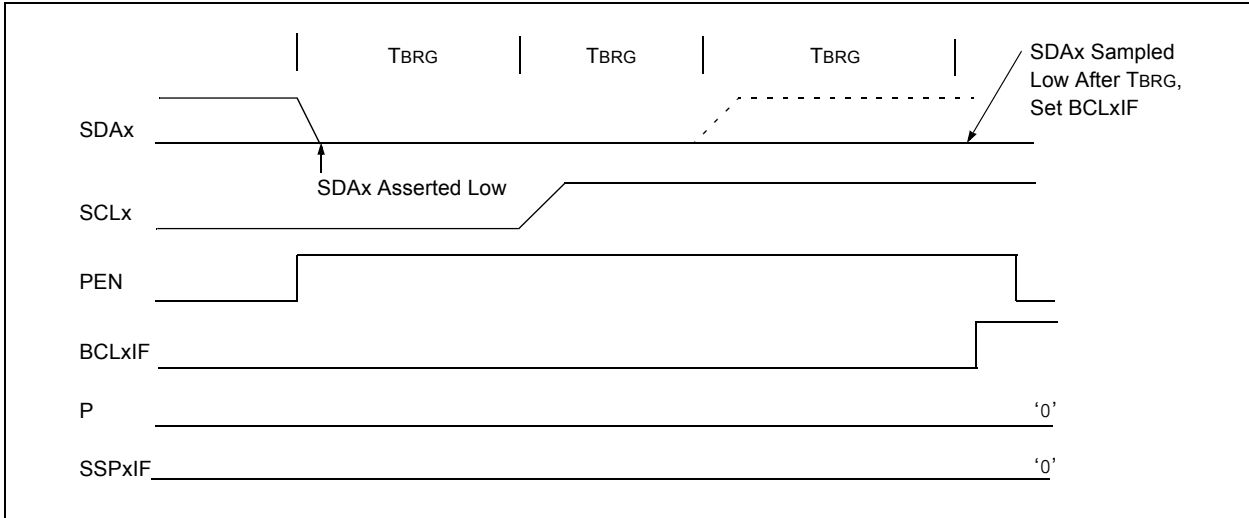 TBRG TBRG TBRG
SDAx Sampled
Low After TBRG,
Set BCLxIF
SDAx
SDAx Asserted Low
SCLx
PEN
BCLxIF
P ‘0’
SSPxIF ‘0’